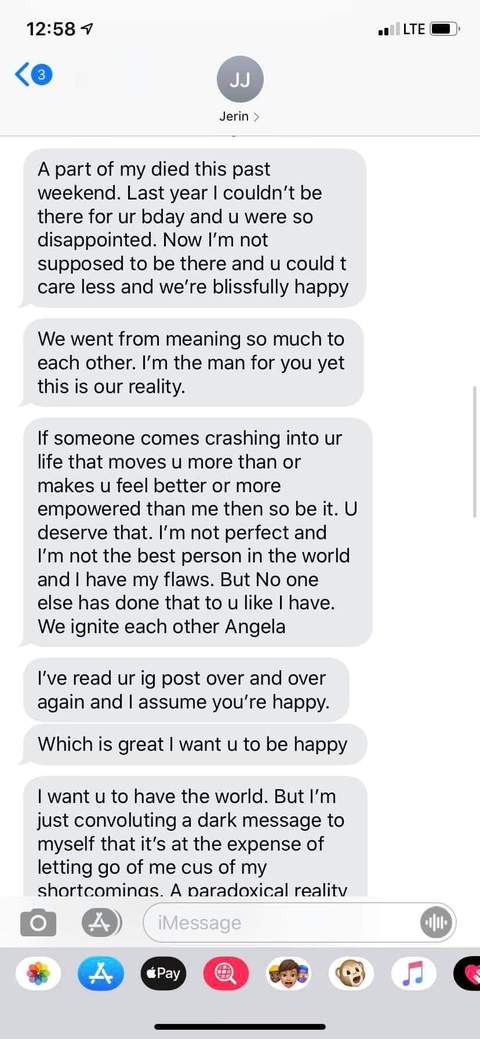 12:58
LTE
3
JJ
Jerin
A part of my died this past
weekend. Last year I couldn't be
there for ur bday and u were so
disappointed. Now I'm not
supposed to be there and u could t
care less and we're blissfully happy
We went from meaning so much to
each other. I'm the man for you yet
this is our reality.
If someone comes crashing into ur
life that moves u more than or
makes u feel better or more
empowered than me then so be it. U
deserve that. I'm not perfect and
I'm not the best person in the world
and I have my flaws. But No one
else has done that to u like I have.
We ignite each other Angela
I've read ur ig post over and over
again and I assume you're happy.
Which is great I want u to be happy
I want u to have the world. But I'm
just convoluting a dark message to
myself that it's at the expense of
letting go of me cus of my
shortcomings. A paradoxical reality
iMessage
Pay